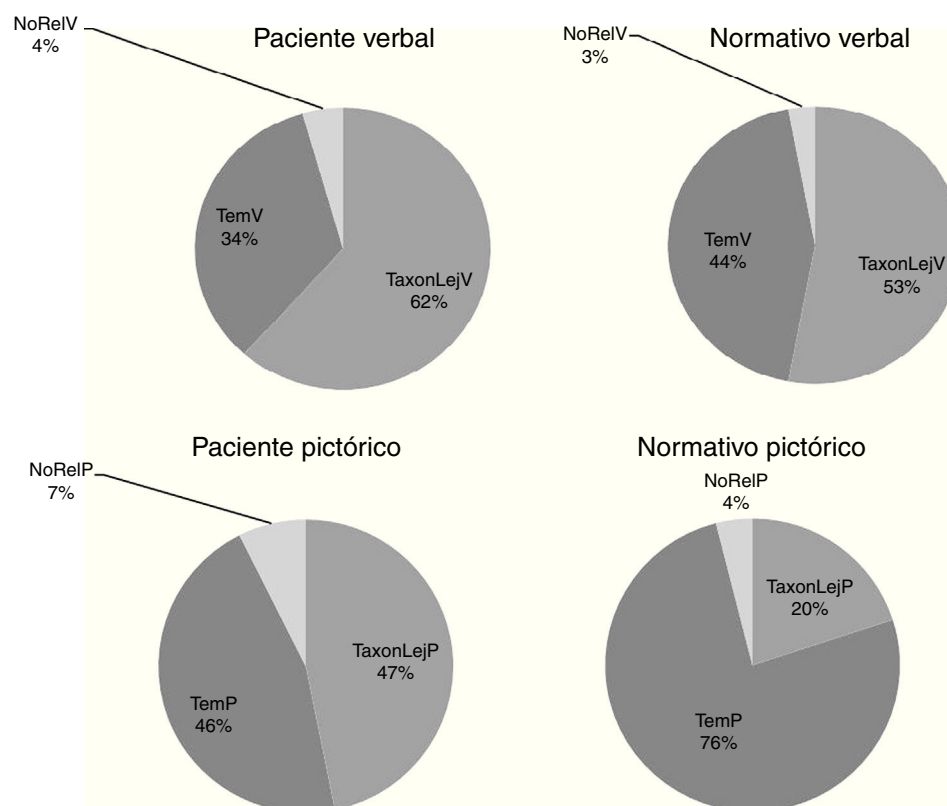 Paciente verbal
NoRelV
4%
TemV
34%
TaxonLejV
62%
Normativo verbal
NoRelV
3%
TemV
44%
TaxonLejV
53%
Paciente pictórico
NoRelP
7%
TaxonLejP
47%
TemP
46%
Normativo pictórico
NoRelP
4%
TaxonLejP
20%
TemP
76%